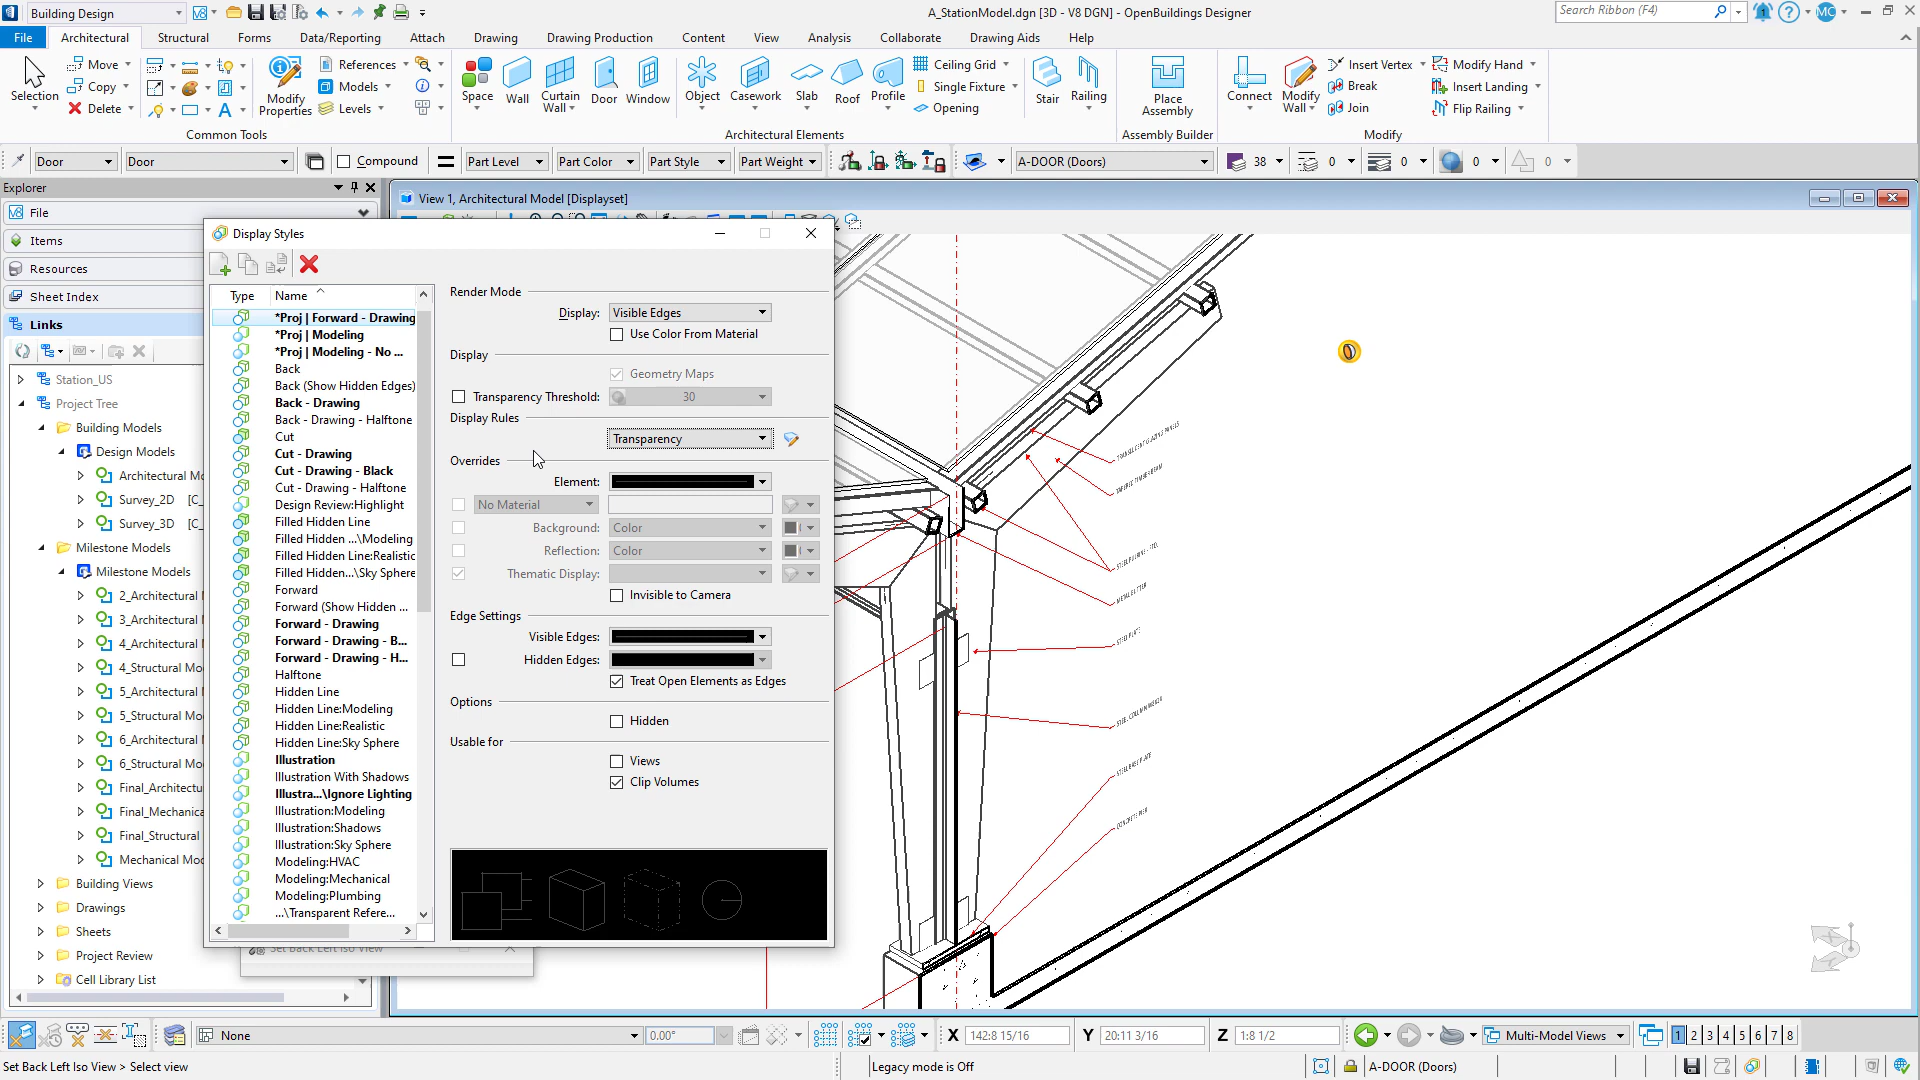 Building Design
A_StationModel.dgn [3D - V8 DGN] - OpenBuildings Designer
Search Ribbon (F4)
MC
File
Architectural
Structural
Forms
Data/Reporting
Attach
Drawing
Drawing Production
Content
View
Analysis
Collaborate
Drawing Aids
Help
Selection
Move
Copy
Delete
Modify Properties
References
Models
Levels
Common Tools
Space
Wall
Curtain Wall
Door
Window
Object
Casework
Slab
Roof
Profile
Ceiling Grid
Single Fixture
Opening
Stair
Railing
Architectural Elements
Place Assembly
Assembly Builder
Connect
Modify Wall
Insert Vertex
Break
Join
Modify Hand
Insert Landing
Flip Railing
Modify
Door
Door
Compound
Part Level
Part Color
Part Style
Part Weight
A-DOOR (Doors)
38
0
0
0
0
Explorer
File
Items
Resources
Sheet Index
Links
Station_US
Project Tree
Building Models
Design Models
Architectural M
Survey_2D [C_
Survey_3D [C_
Milestone Models
Milestone Models
2_Architectural
3_Architectural
4_Architectural
4_Structural Mo
5_Architectural
5_Structural Mo
6_Architectural
6_Structural Mo
Final_Architectu
Final_Mechanica
Final_Structural
Mechanical Moc
Building Views
Drawings
Sheets
Project Review
Cell Library List
View 1, Architectural Model [Displayset]
Display Styles
Type
Name
*Proj | Forward - Drawing
*Proj | Modeling
*Proj | Modeling - No ...
Back
Back (Show Hidden Edges)
Back - Drawing
Back - Drawing - Halftone
Cut
Cut - Drawing
Cut - Drawing - Black
Cut - Drawing - Halftone
Design Review:Highlight
Filled Hidden Line
Filled Hidden ...\Modeling
Filled Hidden Line:Realistic
Filled Hidden...\Sky Sphere
Forward
Forward (Show Hidden ...
Forward - Drawing
Forward - Drawing - B...
Forward - Drawing - H...
Halftone
Hidden Line
Hidden Line:Modeling
Hidden Line:Realistic
Hidden Line:Sky Sphere
Illustration
Illustration With Shadows
Illustra...\Ignore Lighting
Illustration:Modeling
Illustration:Shadows
Illustration:Sky Sphere
Modeling:HVAC
Modeling:Mechanical
Modeling:Plumbing
...\Transparent Refere...
Render Mode
Display: Visible Edges
Use Color From Material
Display
Geometry Maps
Transparency Threshold: 30
Display Rules
Transparency
Overrides
Element:
No Material
Background: Color
Reflection: Color
Thematic Display:
Invisible to Camera
Edge Settings
Visible Edges:
Hidden Edges:
Treat Open Elements as Edges
Options
Hidden
Usable for
Views
Clip Volumes
Set Back Left Iso View
STEEL PLATE
STEEL BASE PLATE
CONCRETE PIER
None
0.00°
X 142:8 15/16
Y 20:11 3/16
Z 1:8 1/2
Multi-Model Views
1 2 3 4 5 6 7 8
Set Back Left Iso View > Select view
Legacy mode is Off
A-DOOR (Doors)